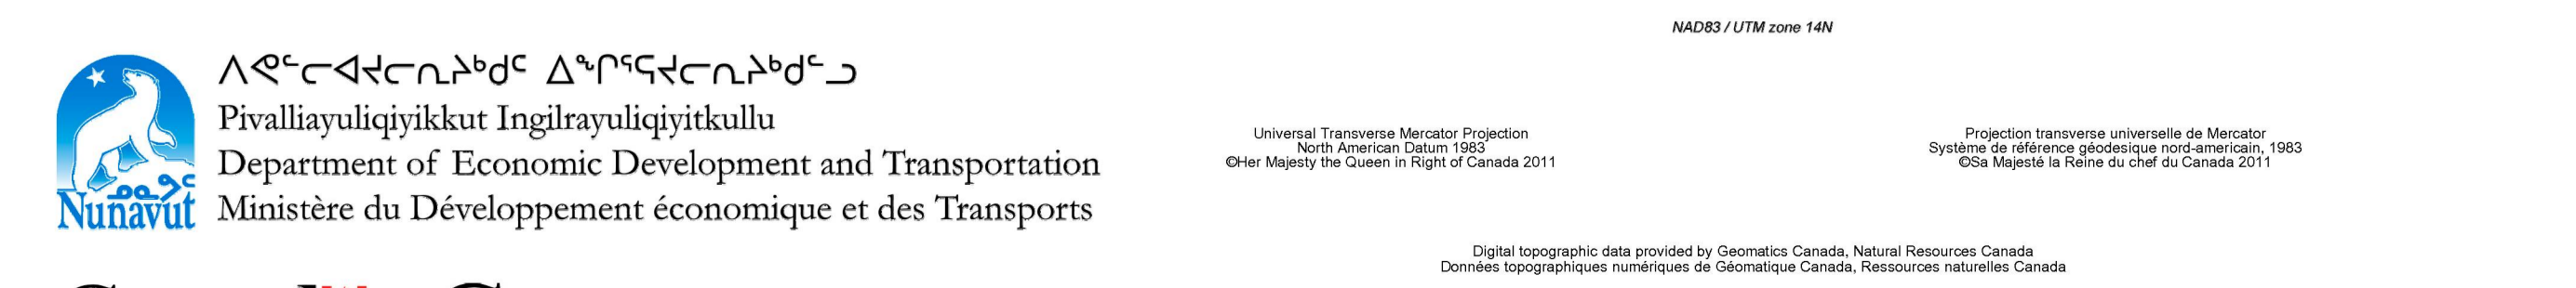 NAD83 / UTM zone 14N
ᐱᕙᓪᓕᐊᔪᓕᕆᔨᒃᑯᑦ ᐃᖏᕐᕋᔪᓕᕆᔨᒃᑯᓪᓗ
Pivalliayuliqiyikkut Ingilrayuliqiyitkullu
Department of Economic Development and Transportation
Ministère du Développement économique et des Transports
ᓄᓇᕗᑦ
Nunavut
Universal Transverse Mercator Projection
North American Datum 1983
©Her Majesty the Queen in Right of Canada 2011
Projection transverse universelle de Mercator
Système de référence géodesique nord-americain, 1983
©Sa Majesté la Reine du chef du Canada 2011
Digital topographic data provided by Geomatics Canada, Natural Resources Canada
Données topographiques numériques de Géomatique Canada, Ressources naturelles Canada